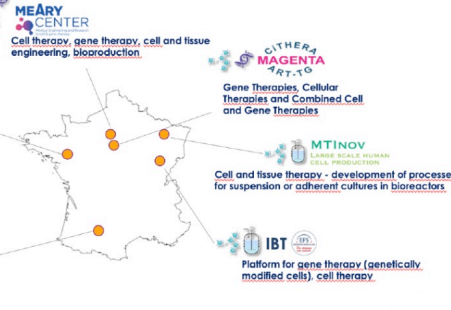 MEARY
CENTER
Cell therapy, gene therapy, cell and tissue
engineering, bioproduction
CiTHERA
MAGENTA
ART-TG
Gene Therapies, Cellular
Therapies and Combined Cell
and Gene Therapies
MTInov
LARGE SCALE HUMAN
CELL PRODUCTION
Cell and tissue therapy - development of processe
for suspension or adherent cultures in bioreactors
IBT
EFS
Platform for gene therapy (genetically
modified cells), cell therapy